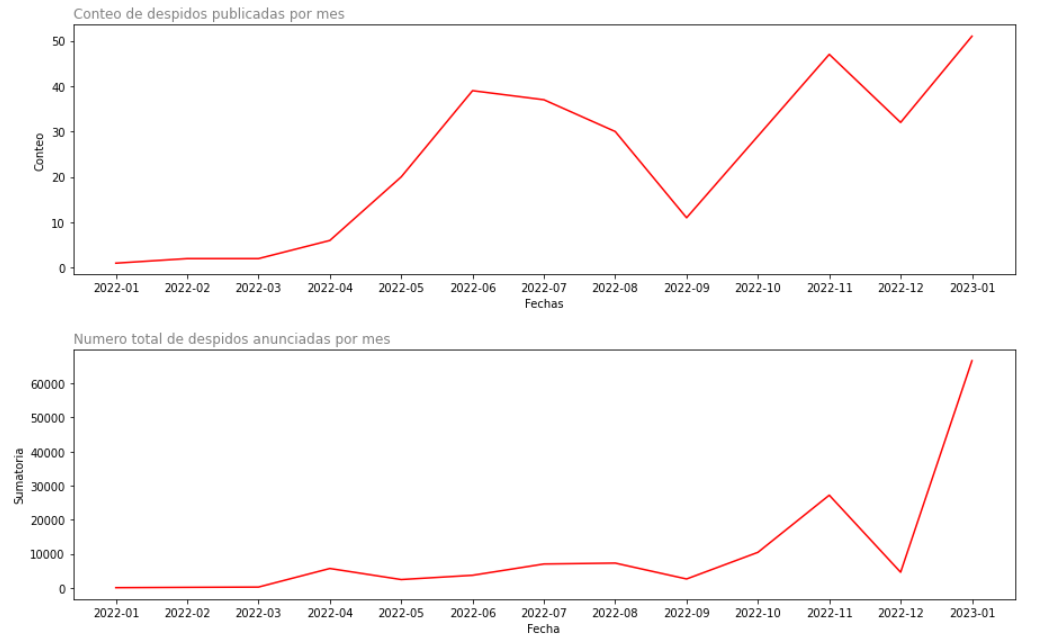 Conteo de despidos publicadas por mes
50
40
30
20
10
0
Conteo
2022-01 2022-02 2022-03 2022-04 2022-05 2022-06 2022-07 2022-08 2022-09 2022-10 2022-11 2022-12 2023-01
Fechas
Numero total de despidos anunciadas por mes
60000
50000
40000
30000
20000
10000
0
Sumatoria
2022-01 2022-02 2022-03 2022-04 2022-05 2022-06 2022-07 2022-08 2022-09 2022-10 2022-11 2022-12 2023-01
Fecha